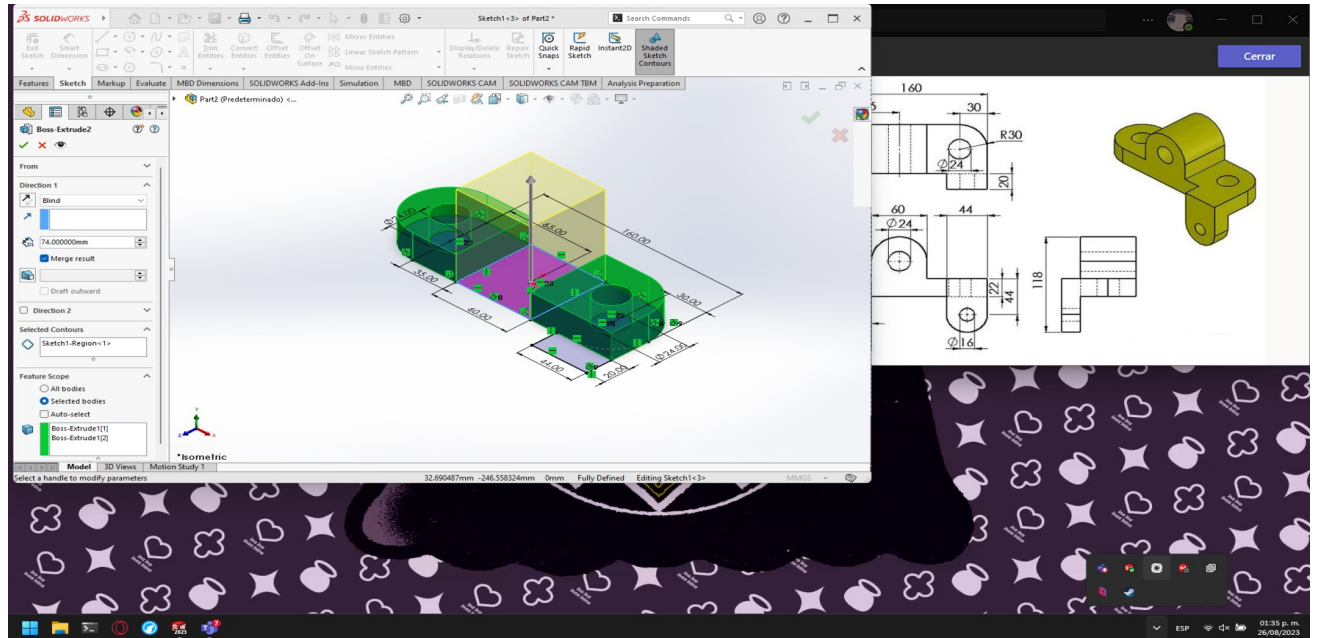 SOLIDWORKS
Sketch1<3> of Part2 *
Search Commands
Exit Sketch
Smart Dimension
Trim Entities
Convert Entities
Offset Entities
Offset On Surface
Mirror Entities
Linear Sketch Pattern
Move Entities
Display/Delete Relations
Repair Sketch
Quick Snaps
Rapid Sketch
Instant2D
Shaded Sketch Contours
Features Sketch Markup Evaluate MBD Dimensions SOLIDWORKS Add-Ins Simulation MBD SOLIDWORKS CAM SOLIDWORKS CAM TBM Analysis Preparation
Part2 (Predeterminado) <...
Boss-Extrude2
From
Direction 1
Blind
74.000000mm
Merge result
Draft outward
Direction 2
Selected Contours
Sketch1-Region<1>
Feature Scope
All bodies
Selected bodies
Auto-select
Boss-Extrude1[1]
Boss-Extrude1[2]
Ø24.00
65.00
160.00
35.00
60.00
30.00
44.00
20.00
Ø24.00
*Isometric
Model 3D Views Motion Study 1
Select a handle to modify parameters
32.690487mm -246.558324mm 0mm Fully Defined Editing Sketch1<3>
MMGS
Cerrar
160
30
R30
Ø24
20
60
44
Ø24
22
44
118
Ø16
ESP
01:35 p. m.
26/08/2023